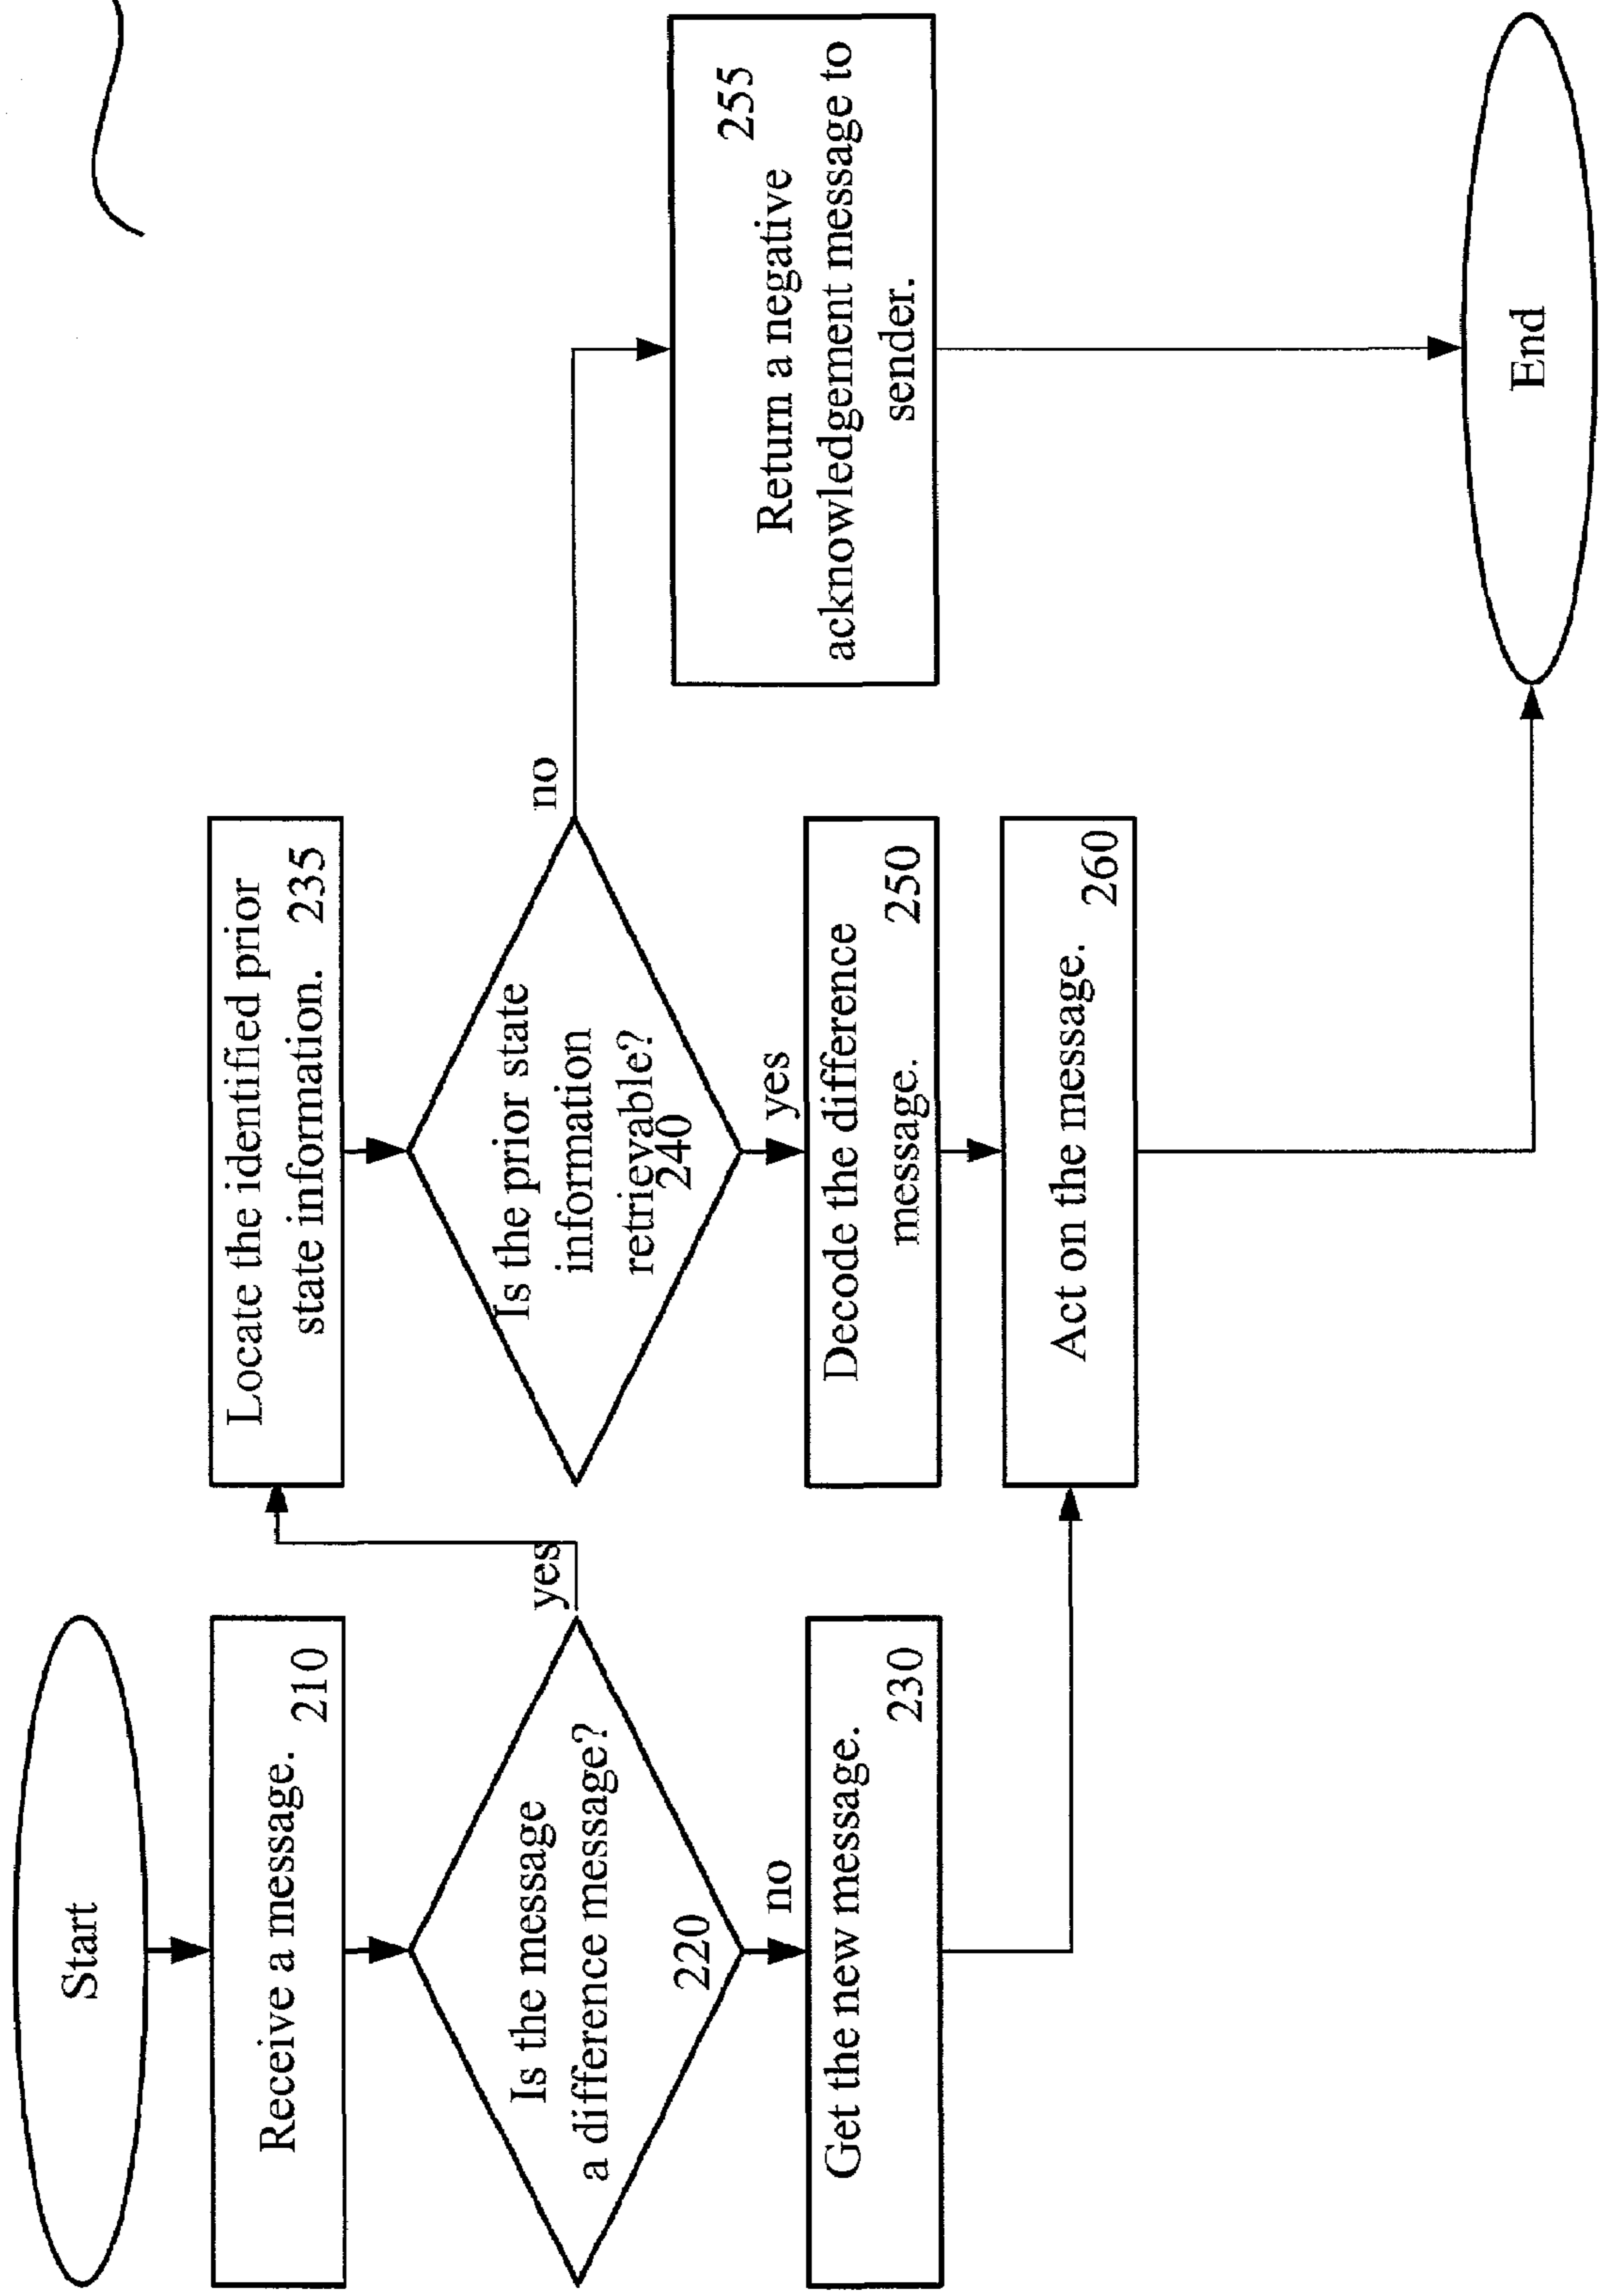 Start
Receive a message.
210
Is the message
a difference message?
220
yes
no
Get the new message.
230
Locate the identified prior
state information. 235
Is the prior state
information
retrievable?
240
no
yes
Decode the difference
message. 250
Act on the message.
260
255
Return a negative
acknowledgement message to
sender.
End